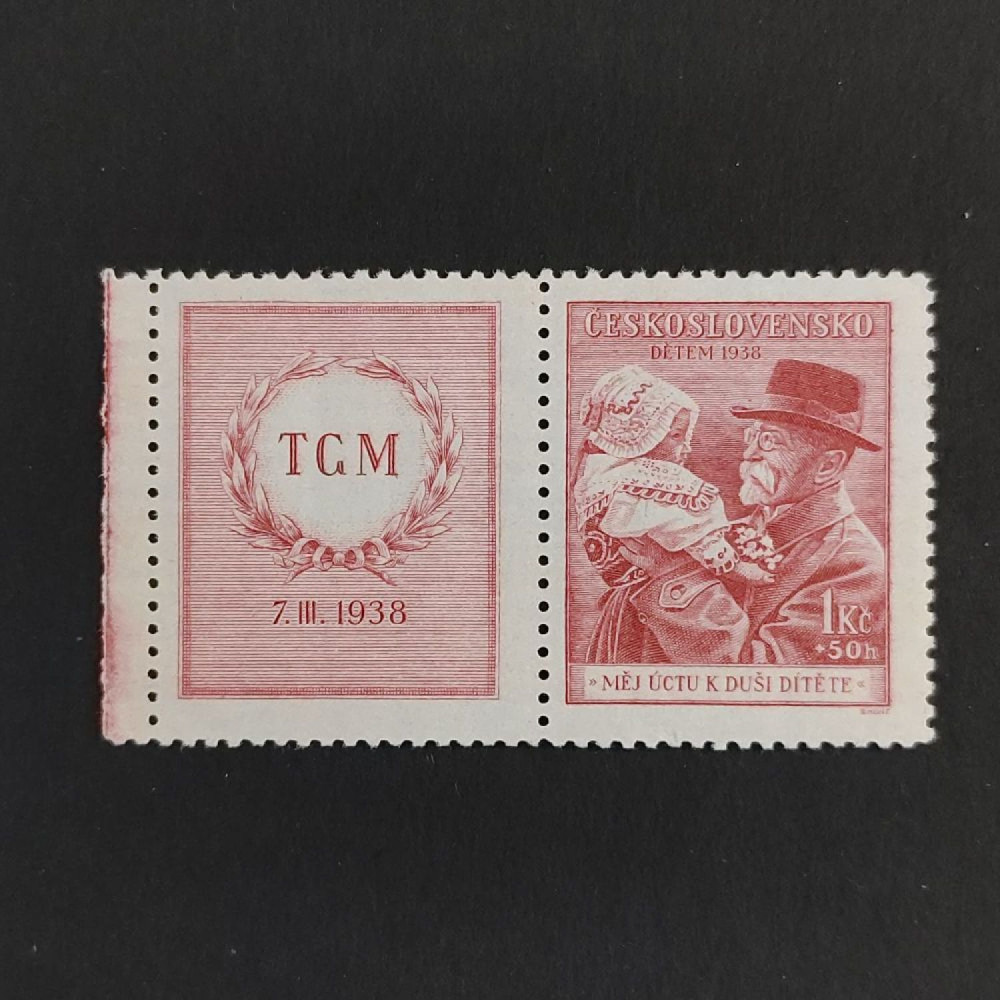 TGM
7. III. 1938
ČESKOSLOVENSKO
DĚTEM 1938
1Kč
+50h
»MĚJ ÚCTU K DUŠI DÍTĚTE«